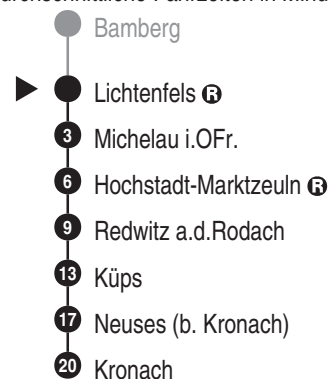 Bamberg
Lichtenfels R
3 Michelau i.OFr.
6 Hochstadt-Marktzeuln R
9 Redwitz a.d.Rodach
13 Küps
17 Neuses (b. Kronach)
20 Kronach